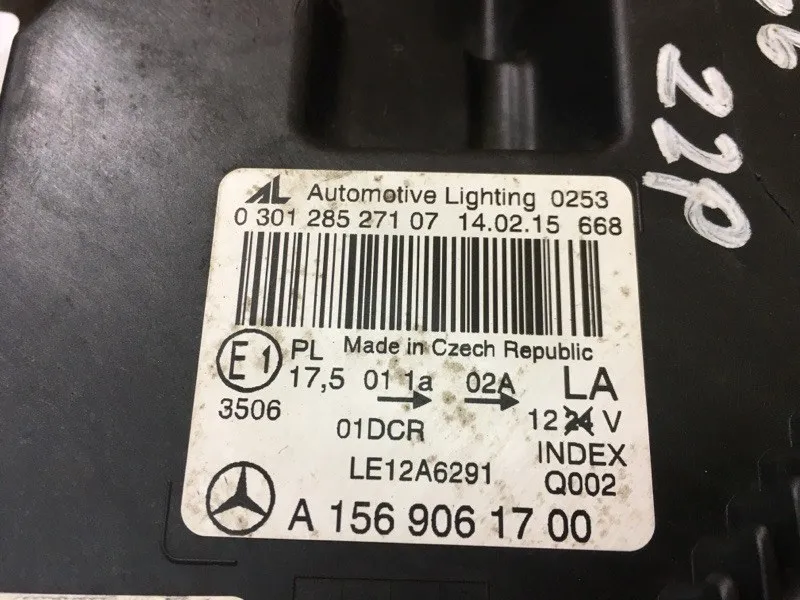 AL Automotive Lighting 0253
0 301 285 271 07 14.02.15 668
Made in Czech Republic
E1 PL
17,5 01 1a 02A LA
3506
12 24 V
01DCR
INDEX
LE12A6291
Q002
A 156 906 17 00
22P